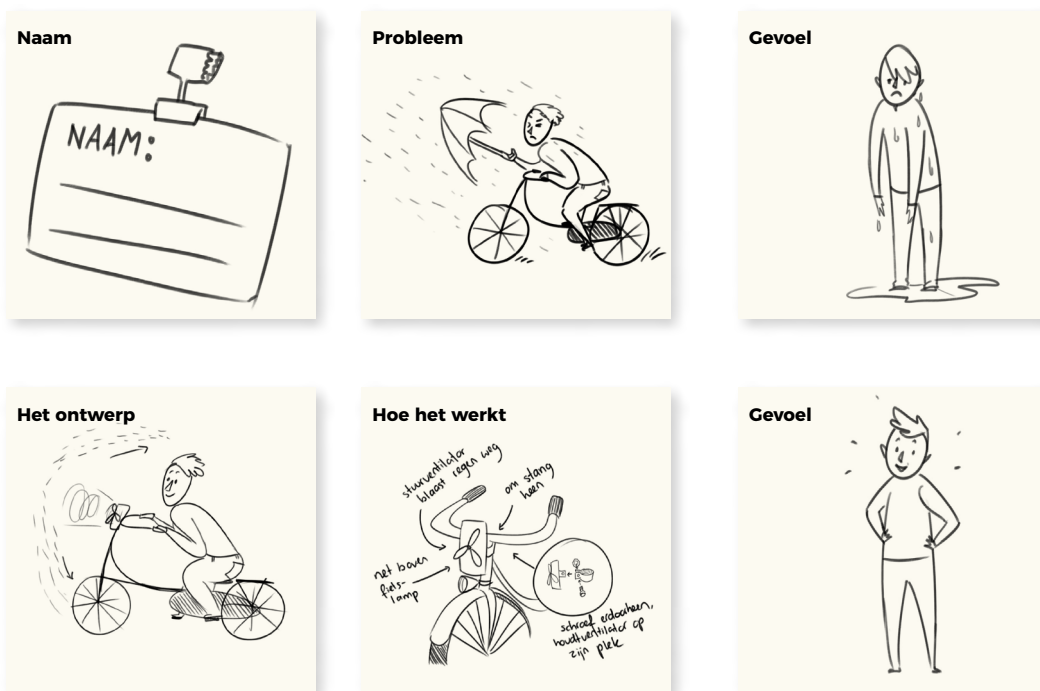 Naam
NAAM:
Probleem
Gevoel
Het ontwerp
Hoe het werkt
stuurventilator
blaast regen weg
om stang
heen
net boven
fiets-
lamp
schroef erdoorheen,
houdt ventilator op
zijn plek
Gevoel